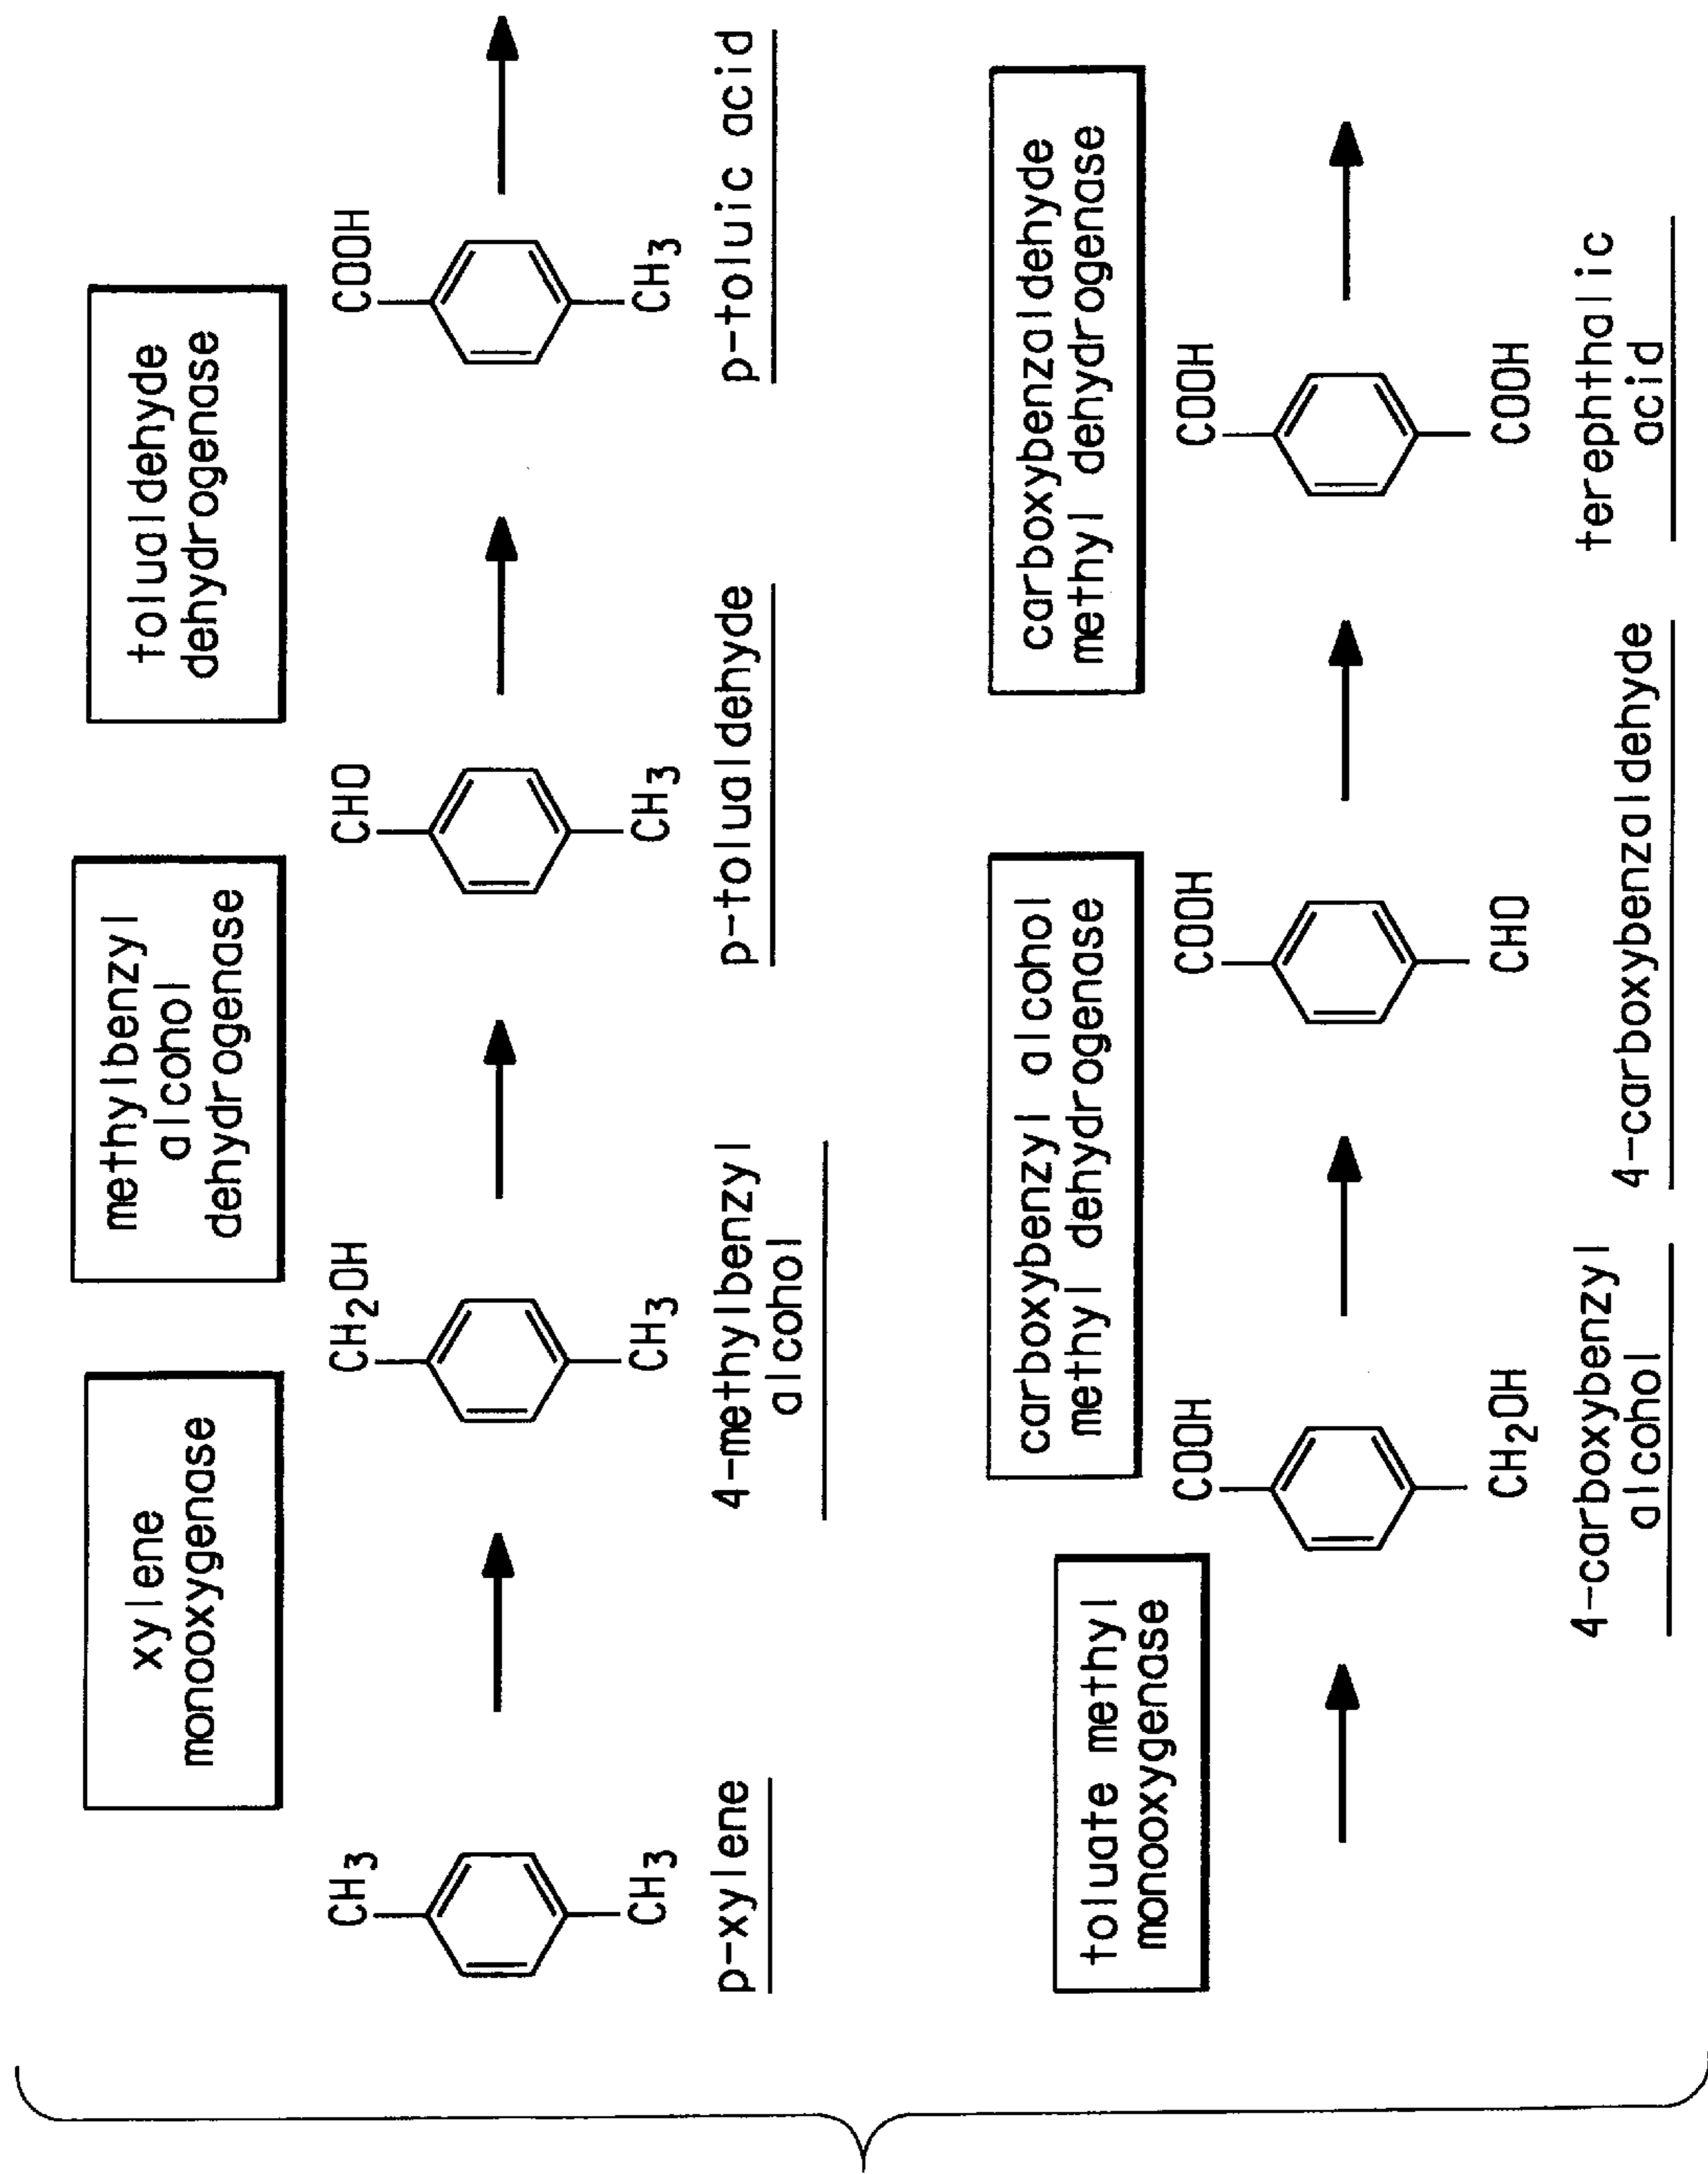 xylene
monooxygenase
methylbenzyl
alcohol
dehydrogenase
tolualdehyde
dehydrogenase
CH3
CH2OH
CHO
COOH
CH3
CH3
CH3
CH3
p-xylene
4-methylbenzyl
alcohol
p-tolualdehyde
p-toluic acid
toluate methyl
monooxygenase
carboxybenzyl alcohol
methyl dehydrogenase
carboxybenzaldehyde
methyl dehydrogenase
COOH
COOH
COOH
CH2OH
CHO
COOH
4-carboxybenzyl
alcohol
4-carboxybenzaldehyde
terephthalic
acid